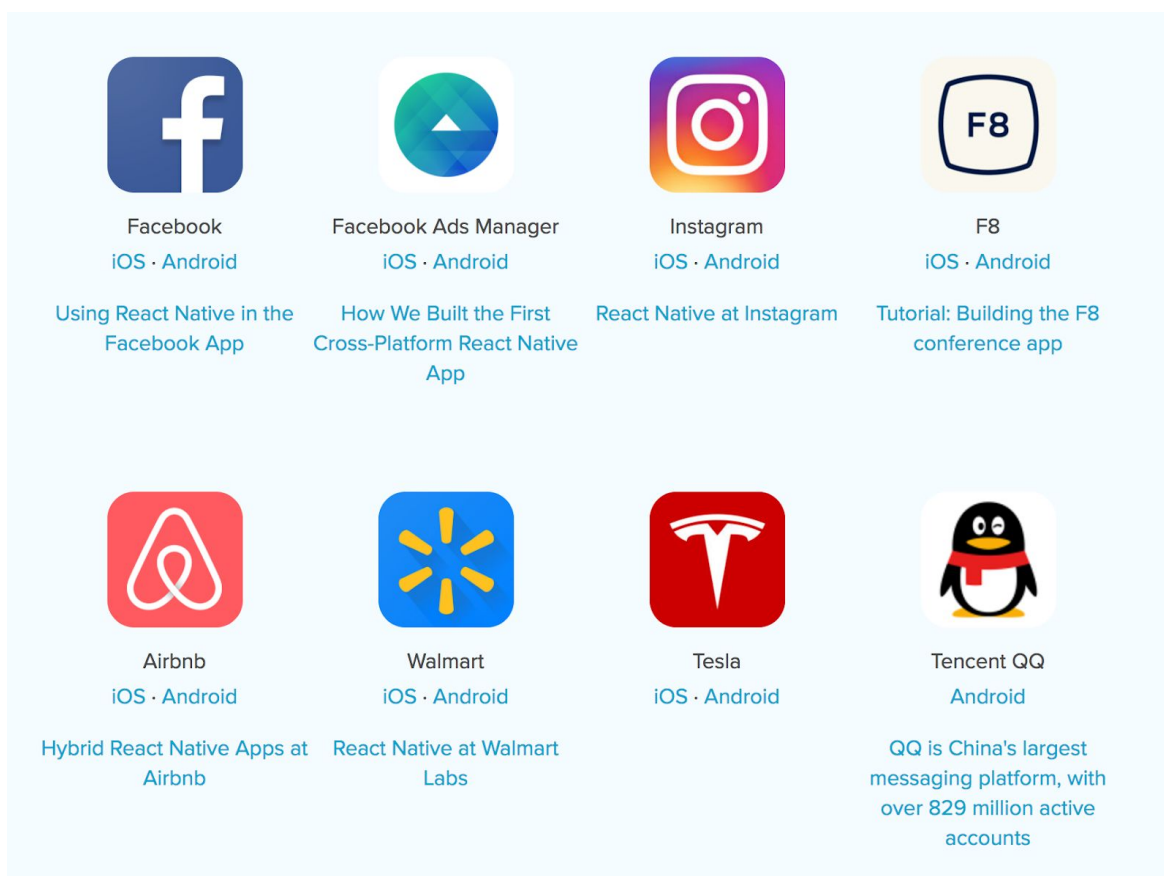 F8
Facebook
iOS · Android
Using React Native in the
Facebook App
Facebook Ads Manager
iOS · Android
How We Built the First
Cross-Platform React Native
App
Instagram
iOS · Android
React Native at Instagram
F8
iOS · Android
Tutorial: Building the F8
conference app
Airbnb
iOS · Android
Hybrid React Native Apps at
Airbnb
Walmart
iOS · Android
React Native at Walmart
Labs
Tesla
iOS · Android
Tencent QQ
Android
QQ is China's largest
messaging platform, with
over 829 million active
accounts